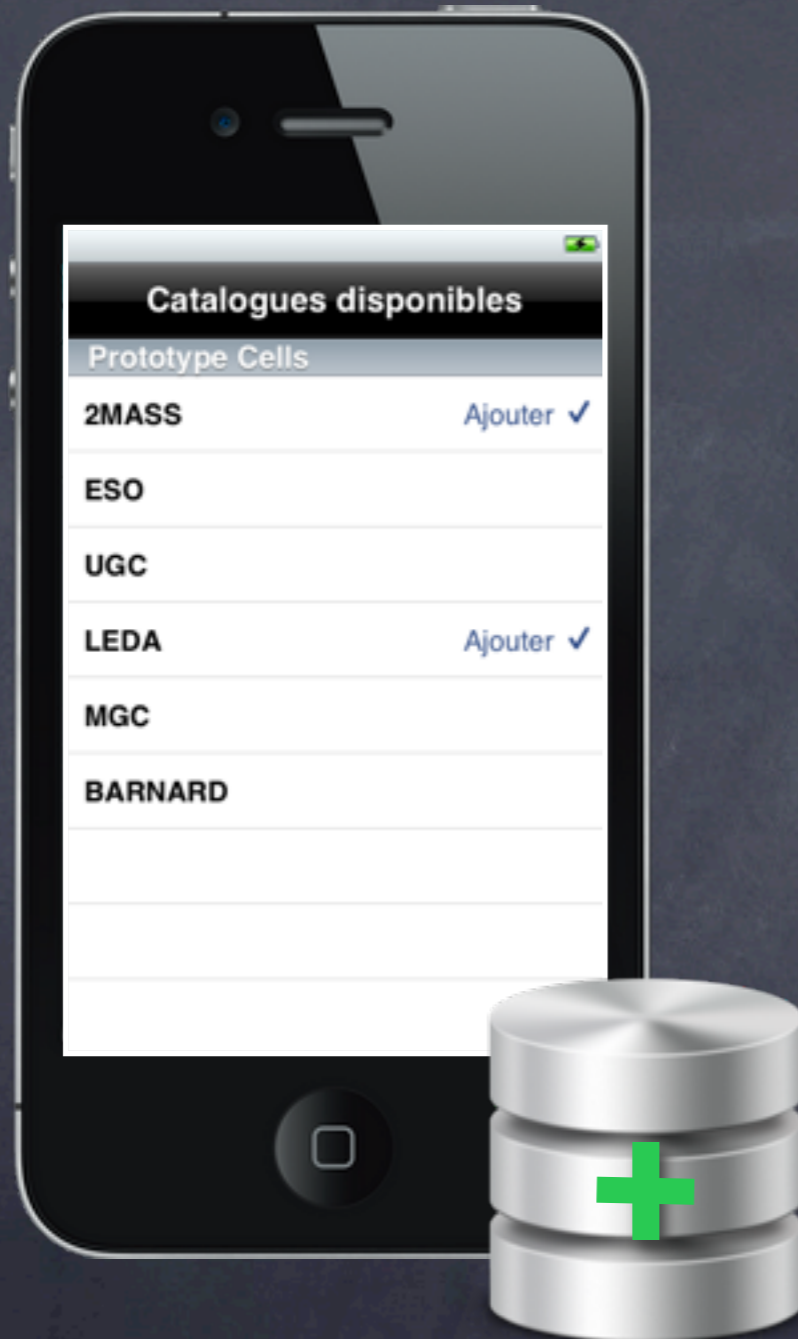 Catalogues disponibles
Prototype Cells
2MASS Ajouter ✓
ESO
UGC
LEDA Ajouter ✓
MGC
BARNARD